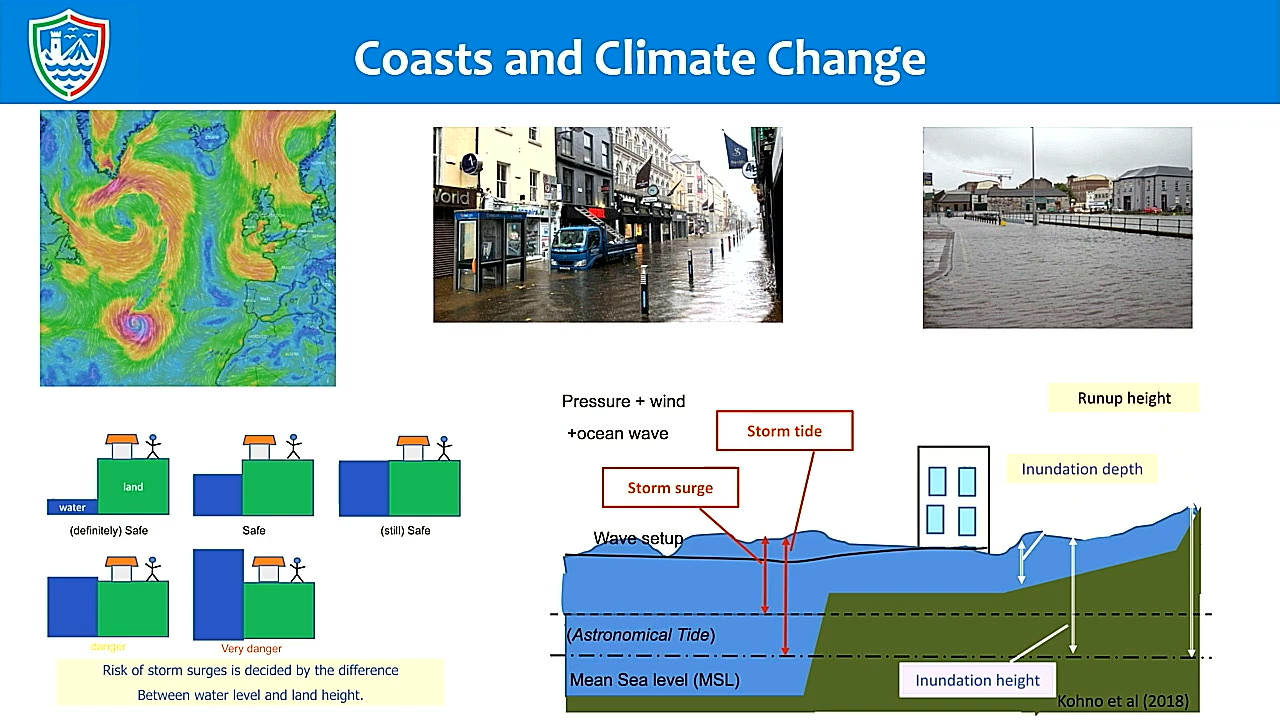 Coasts and Climate Change
World
Pressure + wind
+ocean wave
Storm tide
Storm surge
Wave setup
Runup height
Inundation depth
(Astronomical Tide)
Mean Sea level (MSL)
Inundation height
Kohno et al (2018)
land
water
(definitely) Safe
Safe
(still) Safe
danger
Very danger
Risk of storm surges is decided by the difference
Between water level and land height.